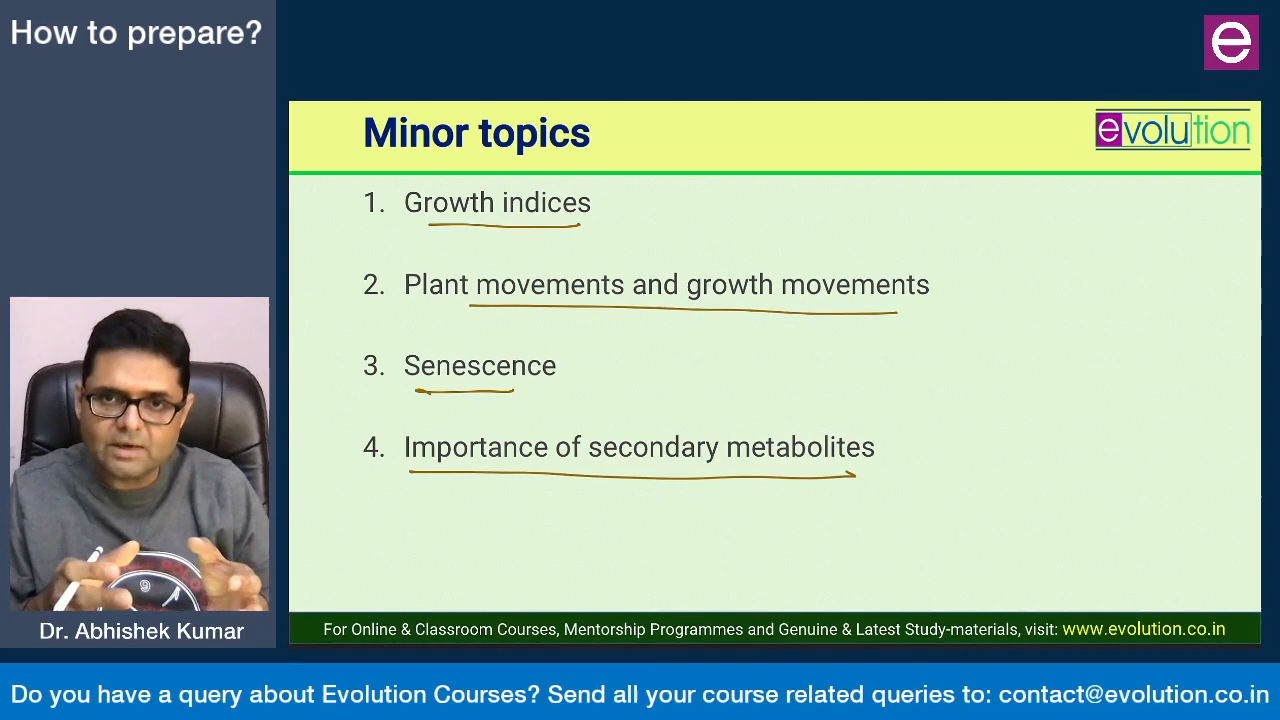 How to prepare?
e
Minor topics
evolution
1. Growth indices
2. Plant movements and growth movements
3. Senescence
4. Importance of secondary metabolites
9
Dr. Abhishek Kumar
For Online & Classroom Courses, Mentorship Programmes and Genuine & Latest Study-materials, visit: www.evolution.co.in
Do you have a query about Evolution Courses? Send all your course related queries to: contact@evolution.co.in